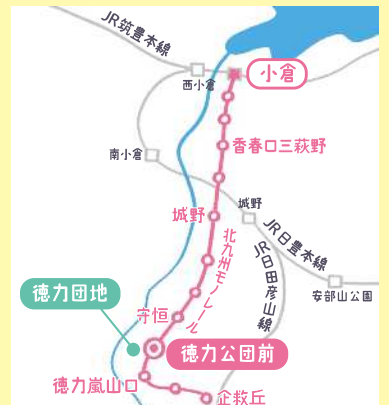 JR筑豊本線
小倉
西小倉
香春口三萩野
南小倉
城野
城野
北九州モノレール
JR日豊本線
JR日田彦山線
安部山公園
徳力団地
守恒
徳力公団前
徳力嵐山口
企救丘